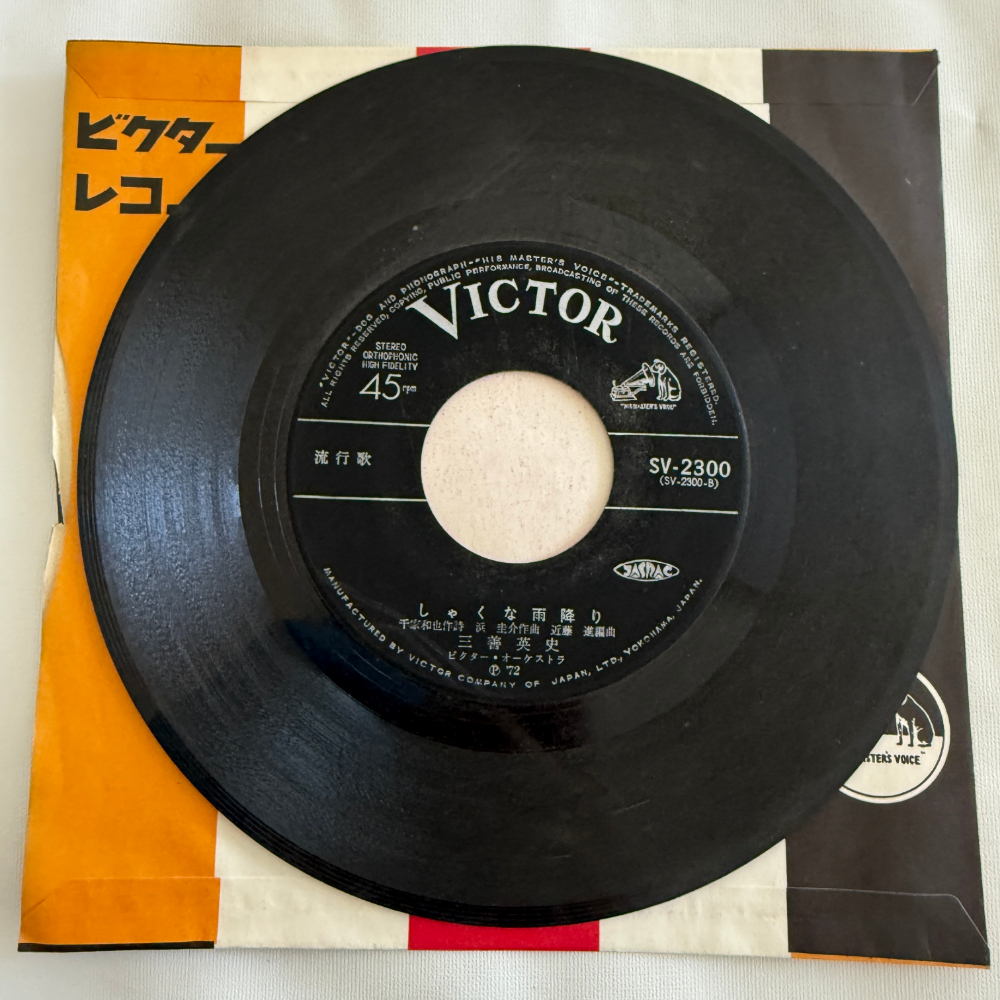 ビクター
レコ
"VICTOR"-DOG AND PHONOGRAPH-"HIS MASTER'S VOICE"-TRADEMARKS REGISTERED.
ALL RIGHTS RESERVED, COPYING, PUBLIC PERFORMANCE, BROADCASTING OF THESE RECORDS ARE FORBIDDEN.
VICTOR
STEREO
ORTHOPHONIC
HIGH FIDELITY
45 rpm
"HIS MASTER'S VOICE"
流行歌
SV-2300
(SV-2300-B)
JASRAC
しゃくな雨降り
千家和也作詩 浜 圭介作曲 近藤 進編曲
三善英史
ビクター・オーケストラ
Ⓟ '72
MANUFACTURED BY VICTOR COMPANY OF JAPAN, LTD., YOKOHAMA, JAPAN.
VOICE